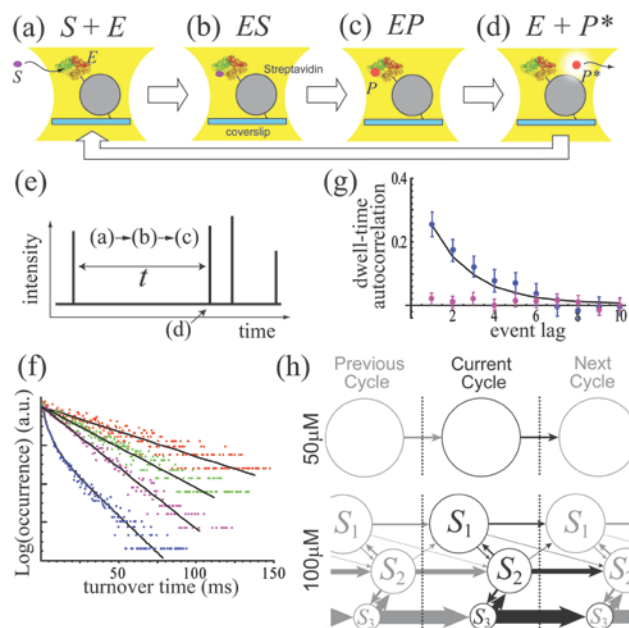 (a) S + E (b) ES (c) EP (d) E + P*
S E Streptavidin P P*
coverslip
(e)
(a)→(b)→(c)
t
intensity
(d) time
(g)
dwell-time autocorrelation
0.4
0.2
0
2 4 6 8 10
event lag
(f)
Log(occurrence) (a.u.)
50 100 150
turnover time (ms)
(h)
Previous Current Next
Cycle Cycle Cycle
50μM
100μM
S1 S1 S1
S2 S2 S2
S3 S3 S3